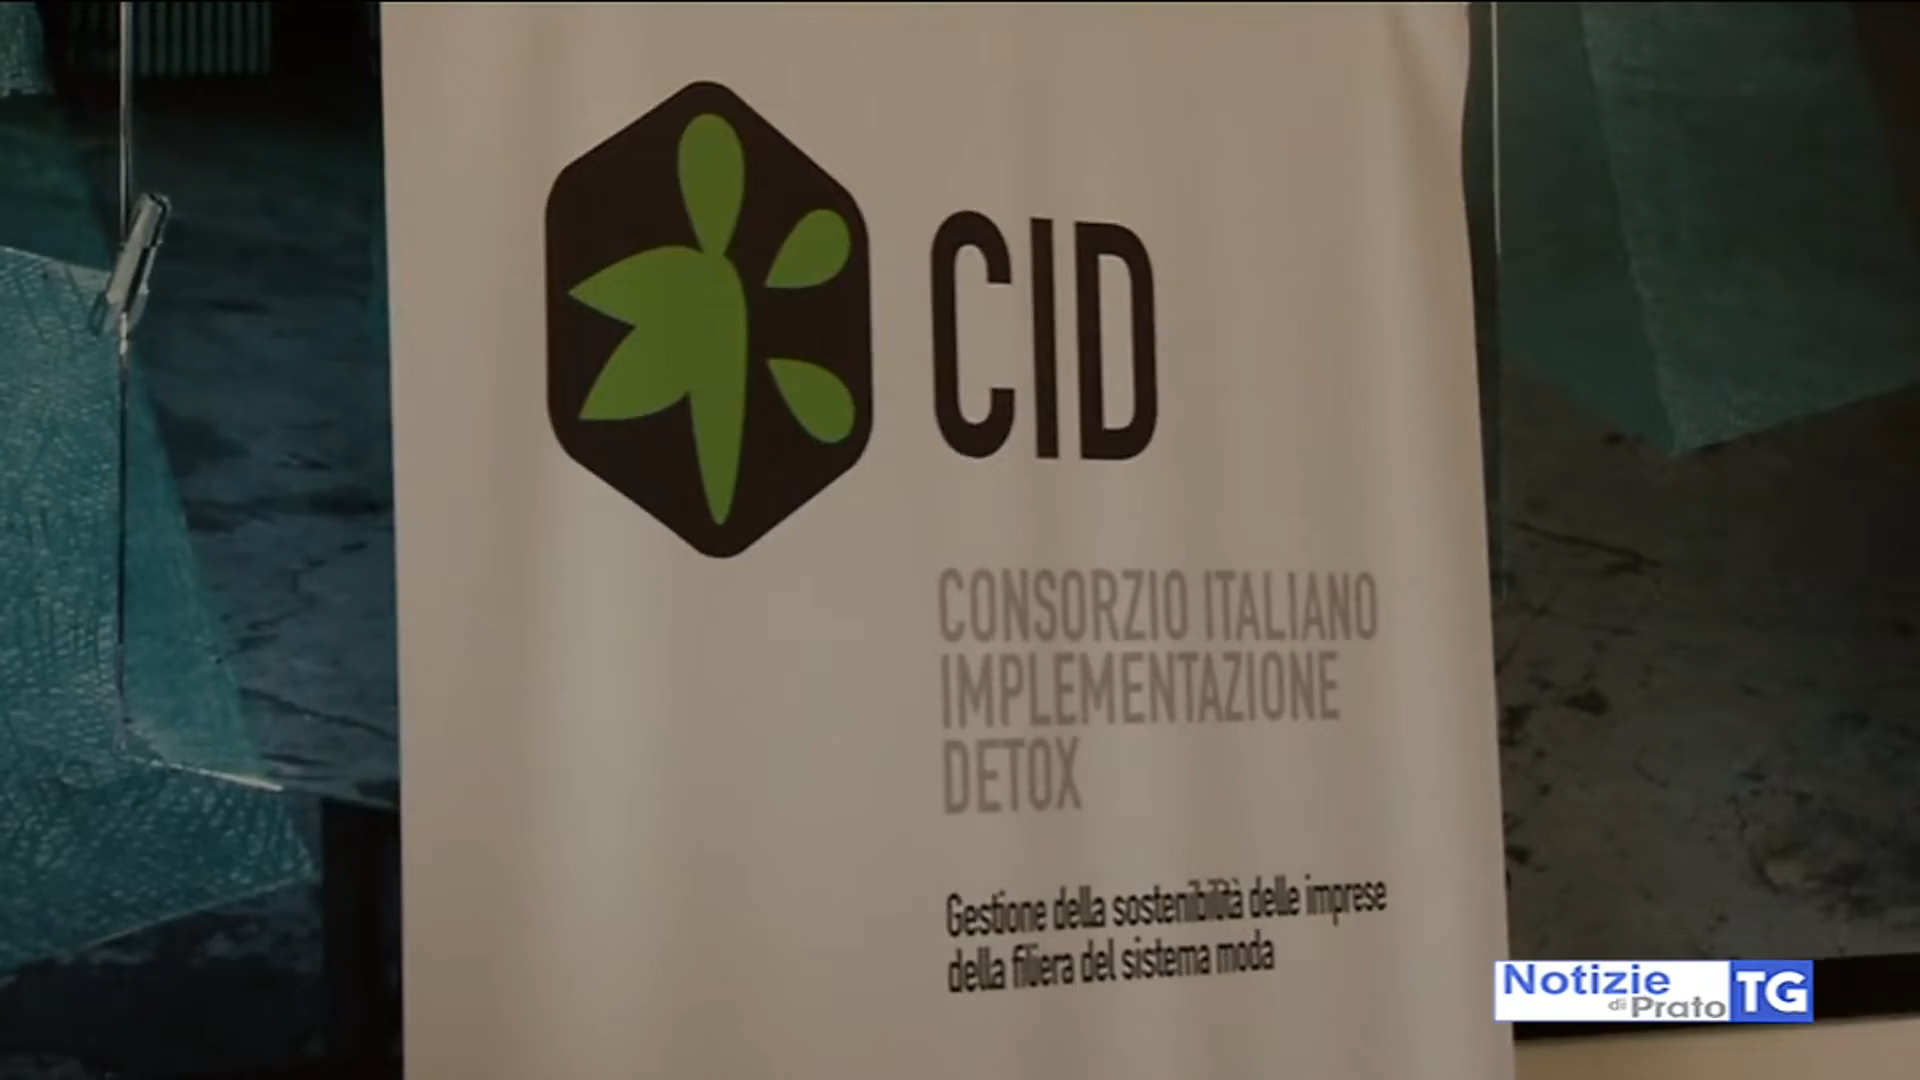 CID
CONSORZIO ITALIANO
IMPLEMENTAZIONE
DETOX
Gestione della sostenibilità delle imprese
della filiera del sistema moda
Notizie
di Prato TG